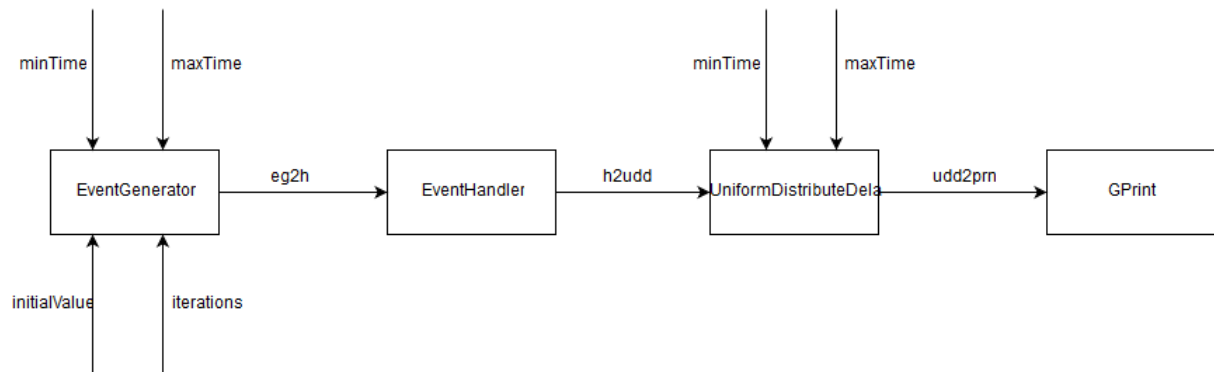 minTime
maxTime
minTime
maxTime
EventGenerator
eg2h
EventHandler
h2udd
UniformDistributeDela
udd2prn
GPrint
initialValue
iterations